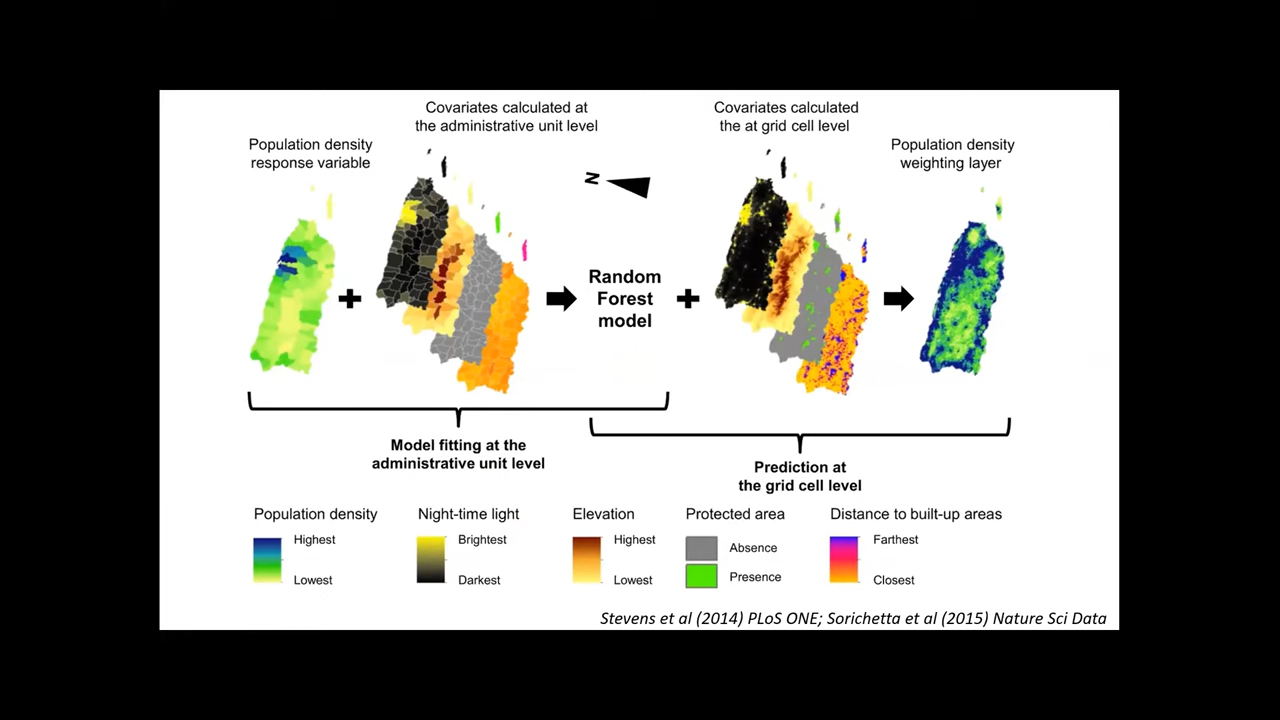 Covariates calculated at
the administrative unit level
Covariates calculated
the at grid cell level
Population density
response variable
Population density
weighting layer
N
Random
Forest
model
Model fitting at the
administrative unit level
Prediction at
the grid cell level
Population density
Highest
Lowest
Night-time light
Brightest
Darkest
Elevation
Highest
Lowest
Protected area
Absence
Presence
Distance to built-up areas
Farthest
Closest
Stevens et al (2014) PLoS ONE; Sorichetta et al (2015) Nature Sci Data